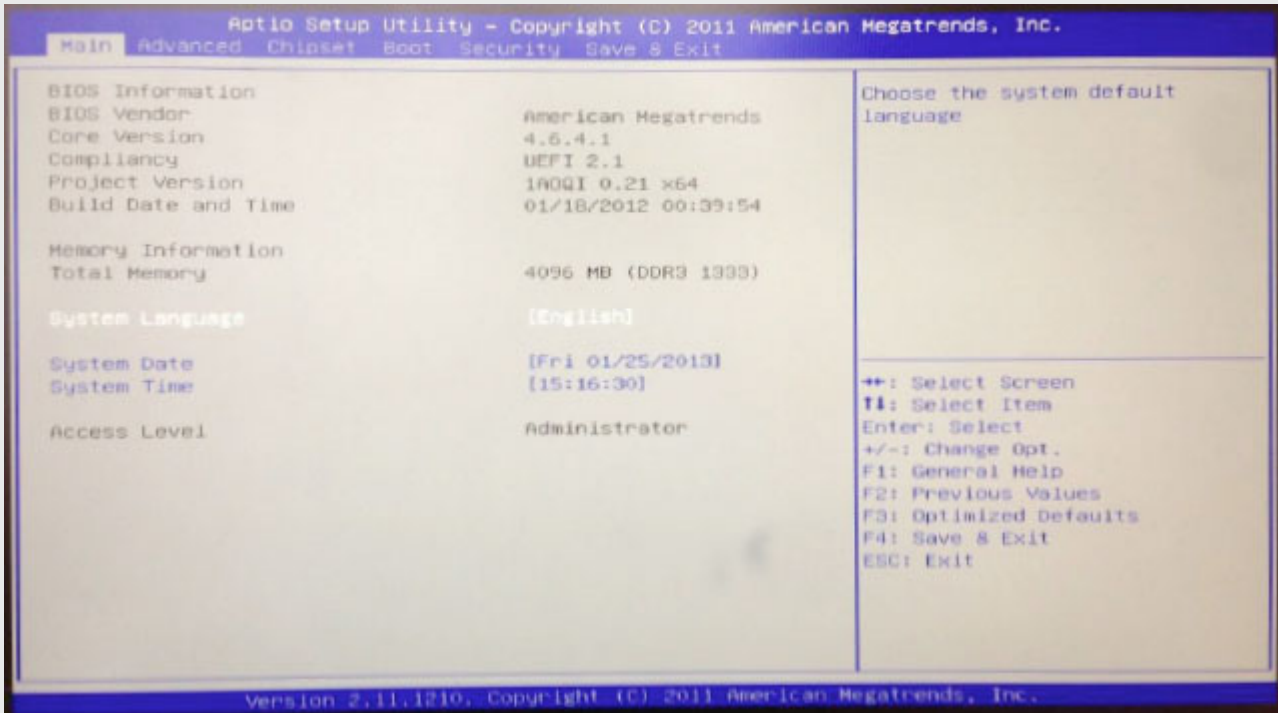 Aptio Setup Utility – Copyright (C) 2011 American Megatrends, Inc.
Main Advanced Chipset Boot Security Save & Exit
BIOS Information
BIOS Vendor American Megatrends
Core Version 4.6.4.1
Compliancy UEFI 2.1
Project Version 1AOQI 0.21 x64
Build Date and Time 01/18/2012 00:39:54
Memory Information
Total Memory 4096 MB (DDR3 1333)
System Language [English]
System Date [Fri 01/25/2013]
System Time [15:16:30]
Access Level Administrator
Choose the system default
language
→←: Select Screen
↑↓: Select Item
Enter: Select
+/-: Change Opt.
F1: General Help
F2: Previous Values
F3: Optimized Defaults
F4: Save & Exit
ESC: Exit
Version 2.11.1210. Copyright (C) 2011 American Megatrends, Inc.